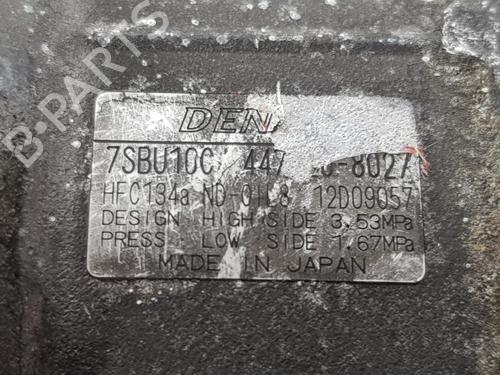 B-PARTS
DEN
7SBU10C 447 0-8027
HFC134a ND-OIL8 12D09057
DESIGN HIGH SIDE 3.53MPa
PRESS. LOW SIDE 1.67MPa
MADE IN JAPAN